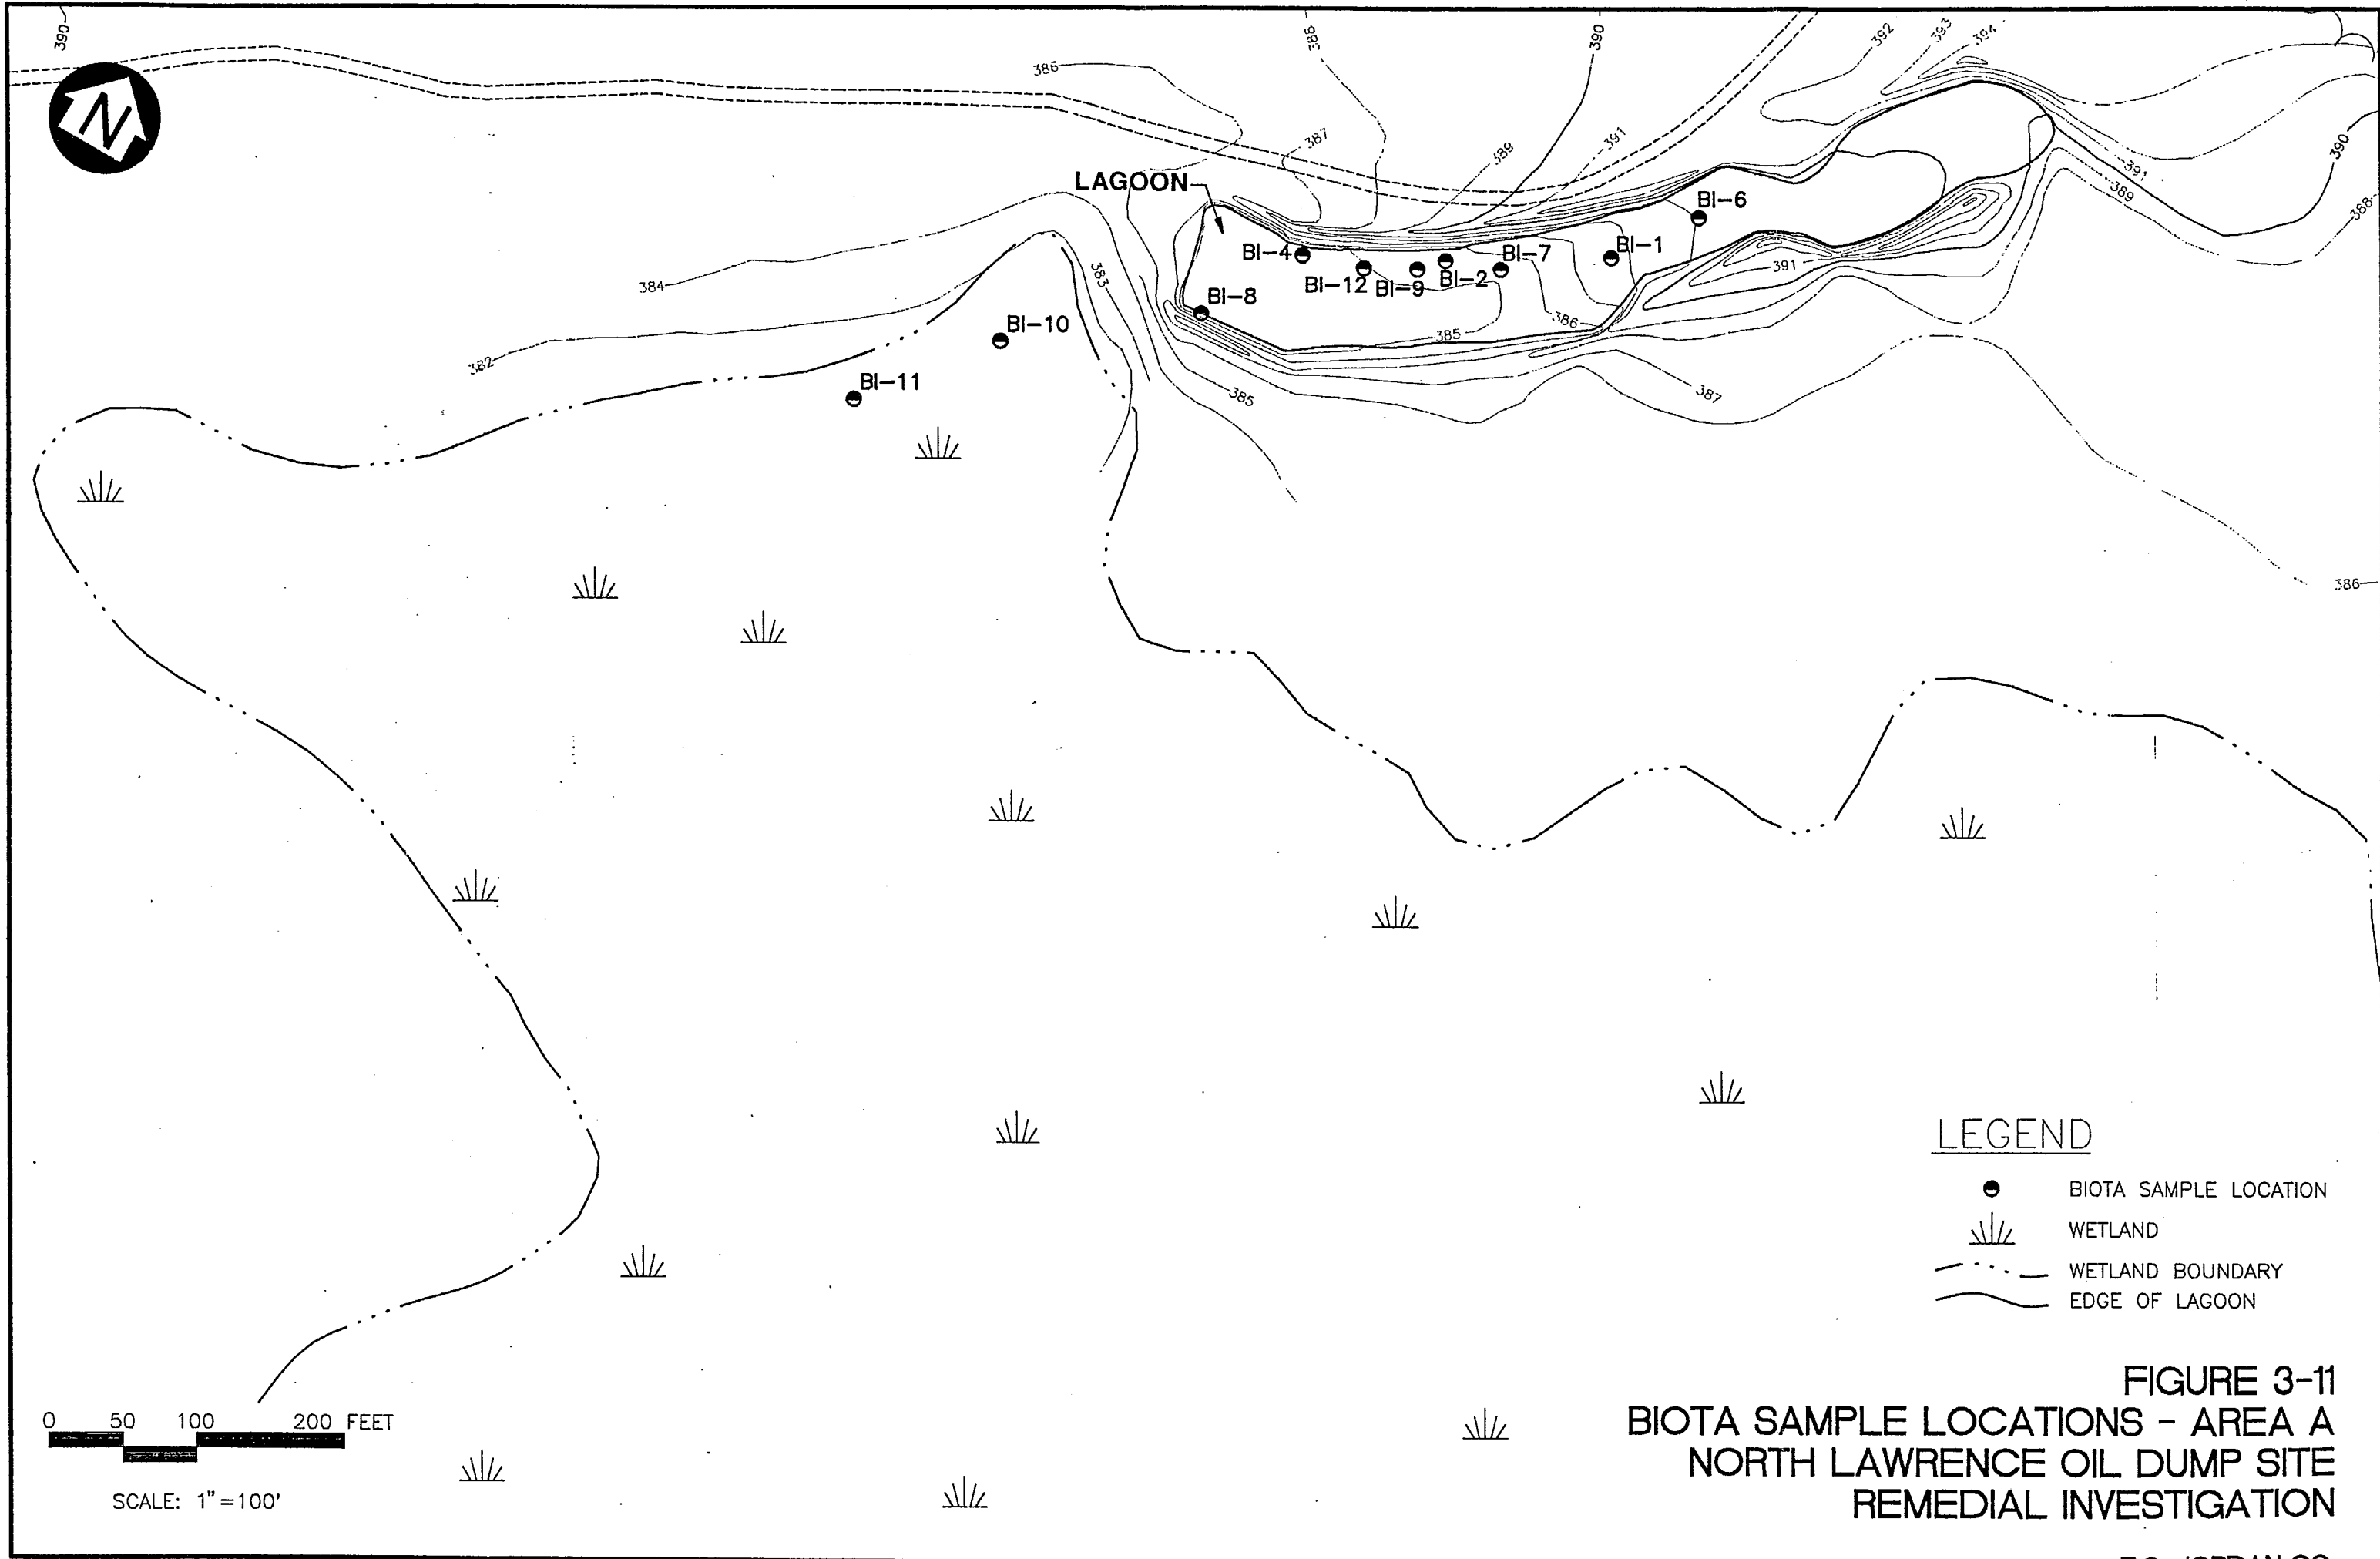 390
388
390
392
393
394
386
387
389
391
390
391
389
388
N
LAGOON
BI-6
BI-4
BI-7
BI-1
BI-12
BI-9
BI-2
391
384
383
BI-8
386
385
BI-10
382
BI-11
385
387
386
LEGEND
BIOTA SAMPLE LOCATION
WETLAND
WETLAND BOUNDARY
EDGE OF LAGOON
0 50 100 200 FEET
SCALE: 1"=100'
FIGURE 3-11
BIOTA SAMPLE LOCATIONS - AREA A
NORTH LAWRENCE OIL DUMP SITE
REMEDIAL INVESTIGATION